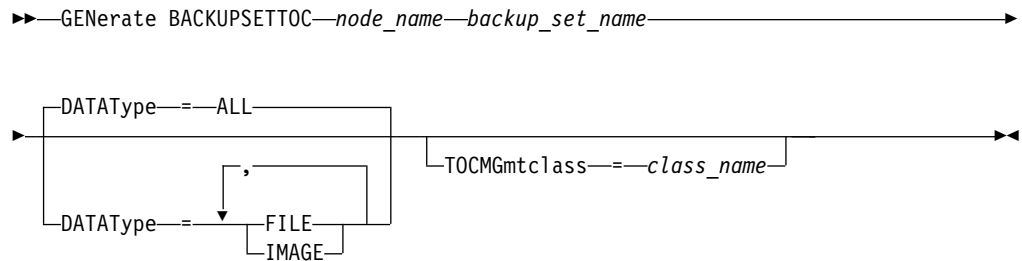 GENerate BACKUPSETTOC node_name backup_set_name
DATAType = ALL
TOCMGmtclass = class_name
,
DATAType = FILE
IMAGE